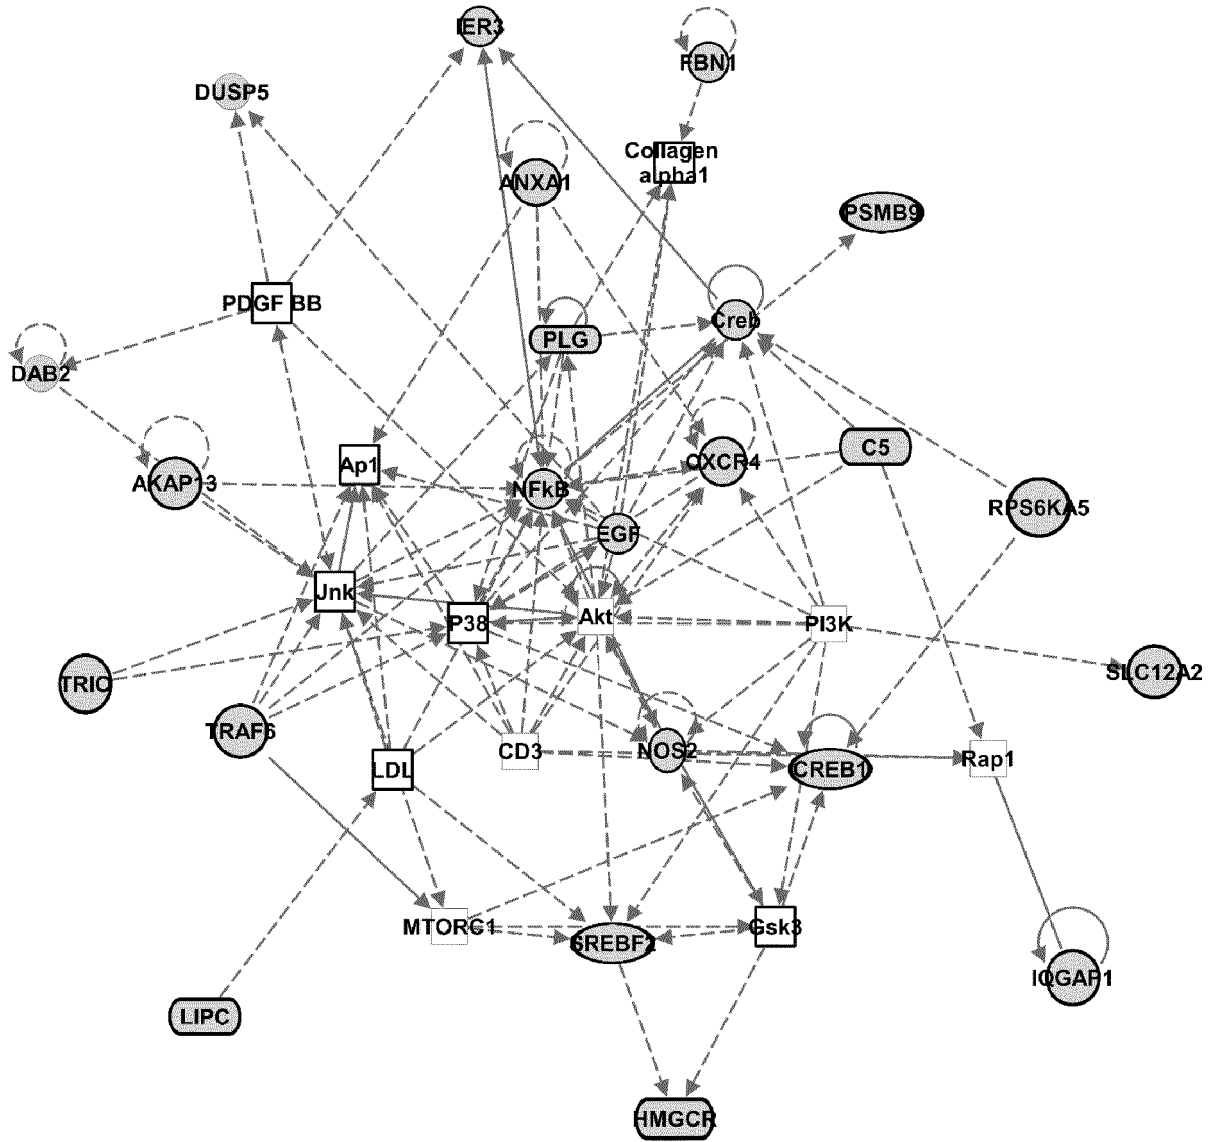 IER3
FBN1
DUSP5
Collagen
alpha1
ANXA1
PSMB9
PDGF BB
Creb
PLG
DAB2
C5
Ap1
CXCR4
AKAP13
NFkB
RPS6KA5
EGF
Jnk
Akt
P38
PI3K
SLC12A2
TRIO
TRAF6
CD3
NOS2
Rap1
LDL
CREB1
MTORC1
Gsk3
SREBF2
IQGAP1
LIPC
HMGCR